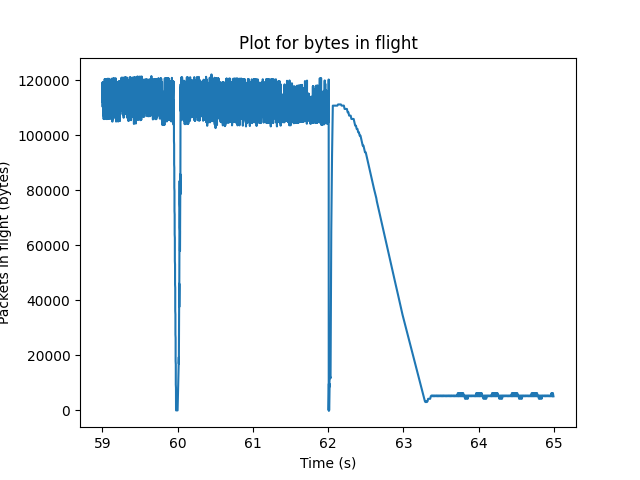 Plot for bytes in flight
Packets in flight (bytes)
120000
100000
80000
60000
40000
20000
0
59 60 61 62 63 64 65
Time (s)